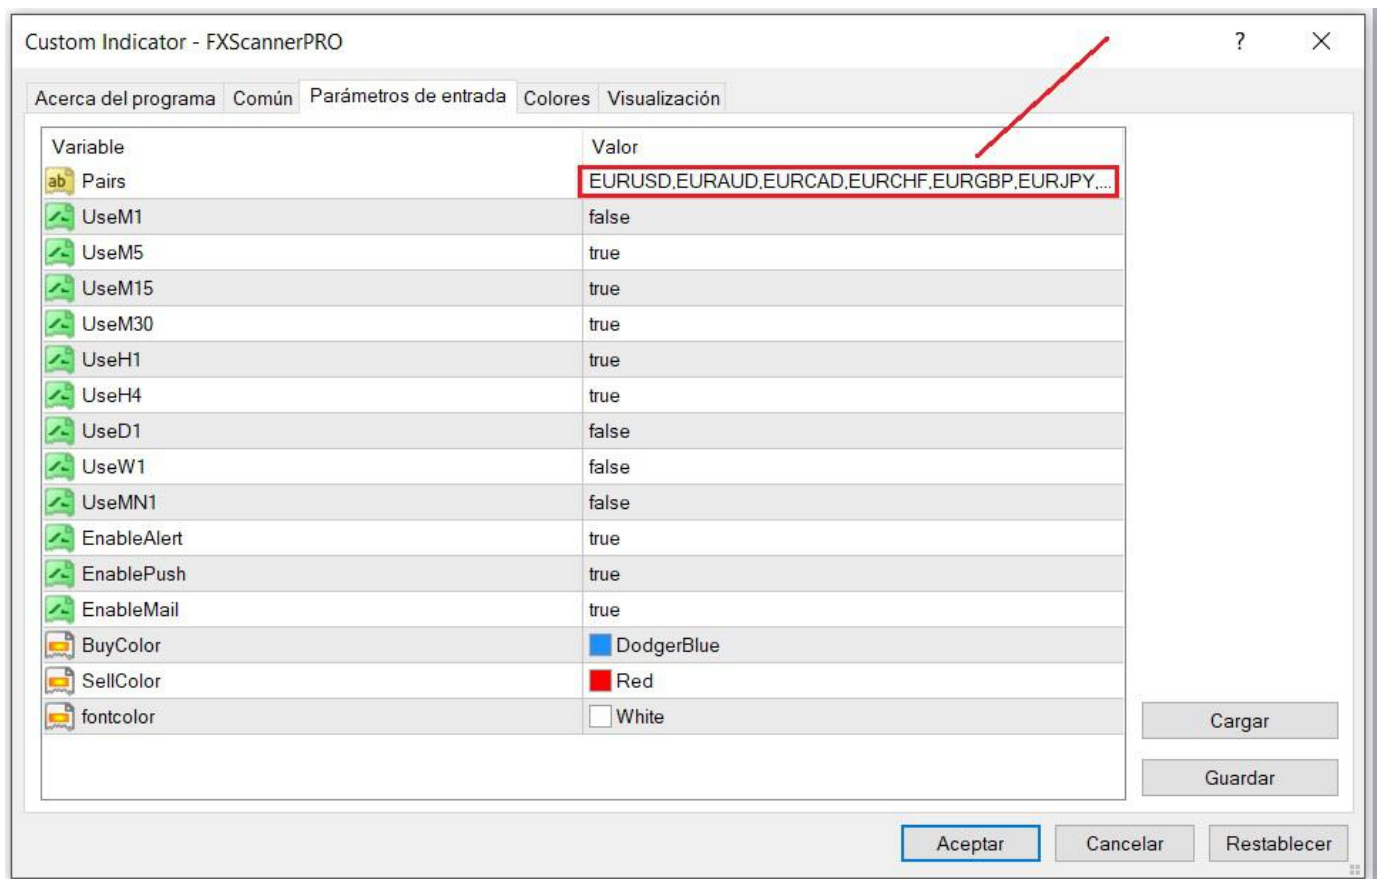 Custom Indicator - FXScannerPRO ?
Acerca del programa Común Parámetros de entrada Colores Visualización
Variable Valor
ab Pairs EURUSD,EURAUD,EURCAD,EURCHF,EURGBP,EURJPY,...
UseM1 false
UseM5 true
UseM15 true
UseM30 true
UseH1 true
UseH4 true
UseD1 false
UseW1 false
UseMN1 false
EnableAlert true
EnablePush true
EnableMail true
BuyColor DodgerBlue
SellColor Red
fontcolor White
Cargar
Guardar
Aceptar Cancelar Restablecer